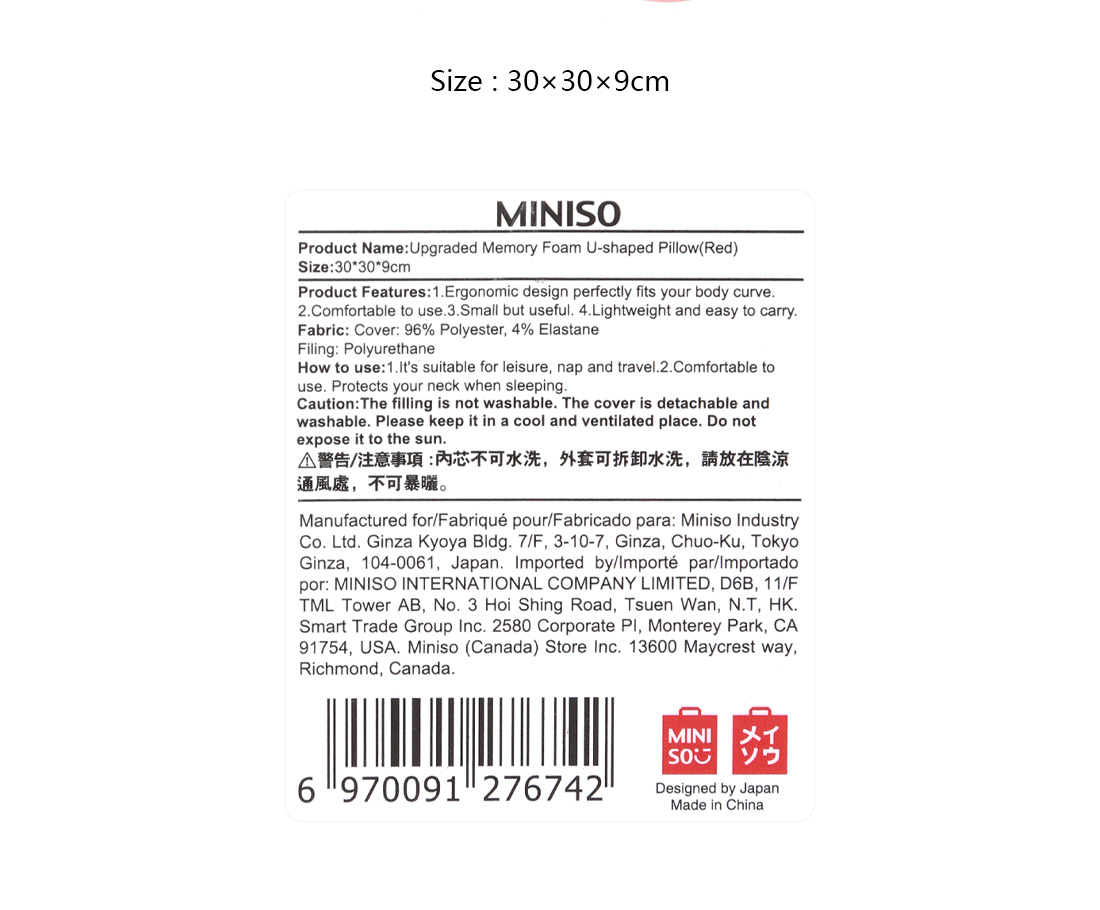 Size : 30×30×9cm
MINISO
Product Name:Upgraded Memory Foam U-shaped Pillow(Red)
Size:30*30*9cm
Product Features:1.Ergonomic design perfectly fits your body curve.
2.Comfortable to use.3.Small but useful. 4.Lightweight and easy to carry.
Fabric: Cover: 96% Polyester, 4% Elastane
Filing: Polyurethane
How to use:1.It's suitable for leisure, nap and travel.2.Comfortable to
use. Protects your neck when sleeping.
Caution:The filling is not washable. The cover is detachable and
washable. Please keep it in a cool and ventilated place. Do not
expose it to the sun.
⚠警告/注意事項 :內芯不可水洗，外套可拆卸水洗，請放在陰涼
通風處，不可暴曬。
Manufactured for/Fabriqué pour/Fabricado para: Miniso Industry
Co. Ltd. Ginza Kyoya Bldg. 7/F, 3-10-7, Ginza, Chuo-Ku, Tokyo
Ginza, 104-0061, Japan. Imported by/Importé par/Importado
por: MINISO INTERNATIONAL COMPANY LIMITED, D6B, 11/F
TML Tower AB, No. 3 Hoi Shing Road, Tsuen Wan, N.T, HK.
Smart Trade Group Inc. 2580 Corporate Pl, Monterey Park, CA
91754, USA. Miniso (Canada) Store Inc. 13600 Maycrest way,
Richmond, Canada.
6 970091 276742
MINI
SO
メイ
ソウ
Designed by Japan
Made in China